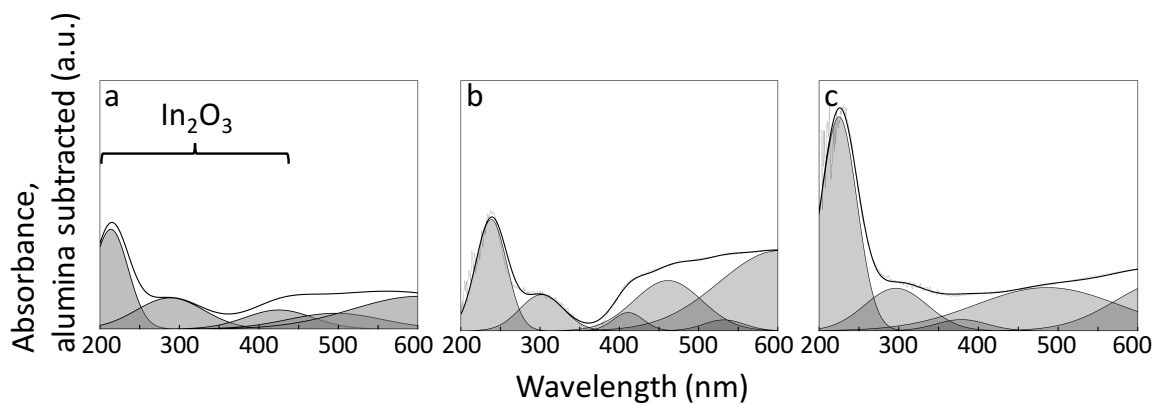 Absorbance,
alumina subtracted (a.u.)
a
In₂O₃
b
c
200 300 400 500 600
200 300 400 500 600
200 300 400 500 600
Wavelength (nm)